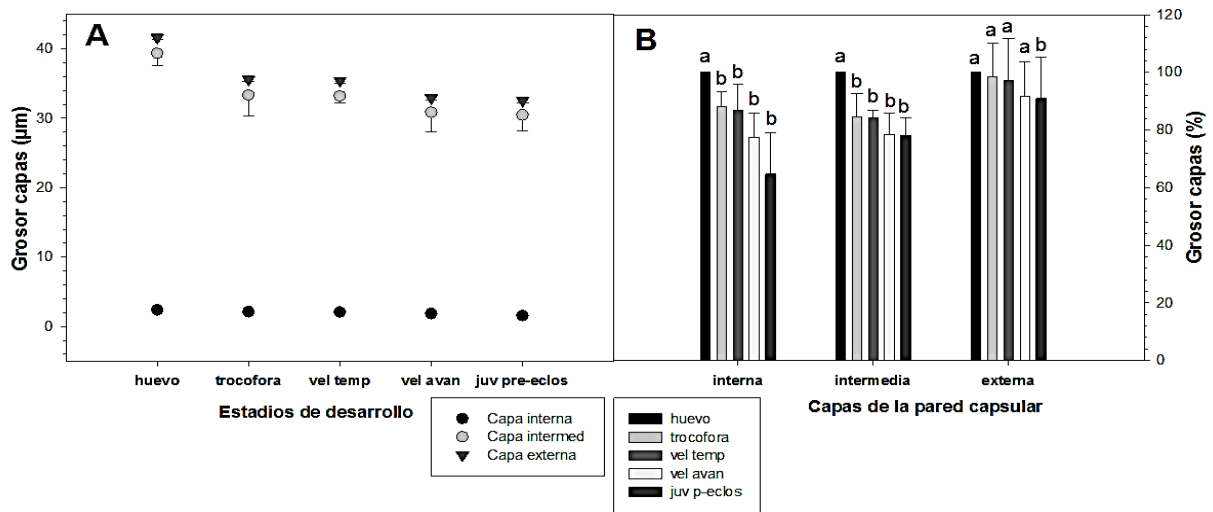 A
Grosor capas (µm)
40
30
20
10
0
huevo
trocofora
vel temp
vel avan
juv pre-eclos
Estadios de desarrollo
Capa interna
Capa intermed
Capa externa
B
a
b
b
b
b
a
b
b
b
b
a
a
a
a
b
120
100
80
60
40
20
0
Grosor capas (%)
interna
intermedia
externa
Capas de la pared capsular
huevo
trocofora
vel temp
vel avan
juv p-eclos